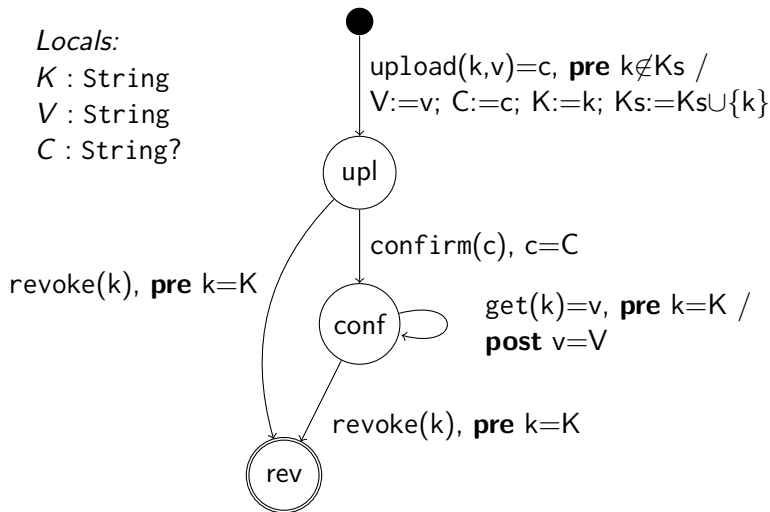 Locals:
K : String
V : String
C : String?
upload(k,v)=c, pre k∉Ks /
V:=v; C:=c; K:=k; Ks:=Ks∪{k}
upl
confirm(c), c=C
revoke(k), pre k=K
conf
get(k)=v, pre k=K /
post v=V
revoke(k), pre k=K
rev